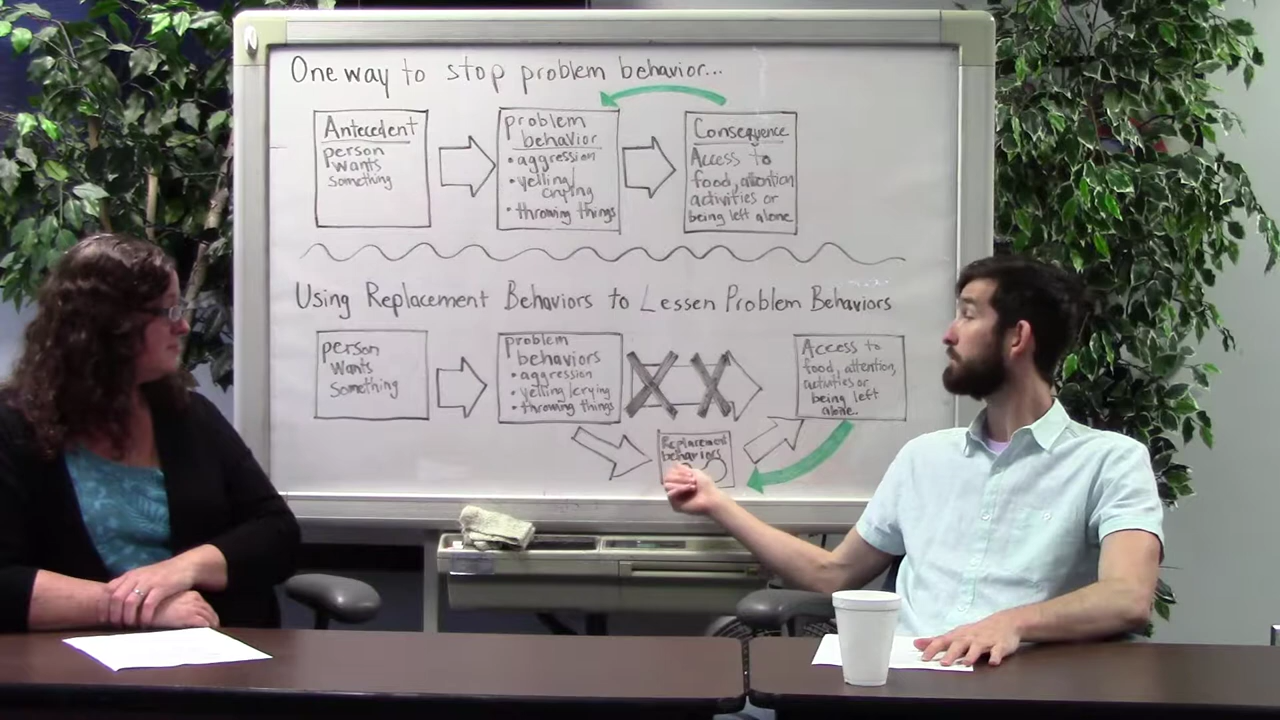 One way to stop problem behavior...
Antecedent
person
wants
something
problem
behavior
• aggression
• yelling/
crying
• throwing things
Consequence
Access to
food, attention
activities or
being left alone
Using Replacement Behaviors to Lessen Problem Behaviors
person
wants
something
problem
behaviors
• aggression
• yelling/crying
• throwing things
Replacement
behaviors
Access to
food, attention,
activities or
being left
alone..